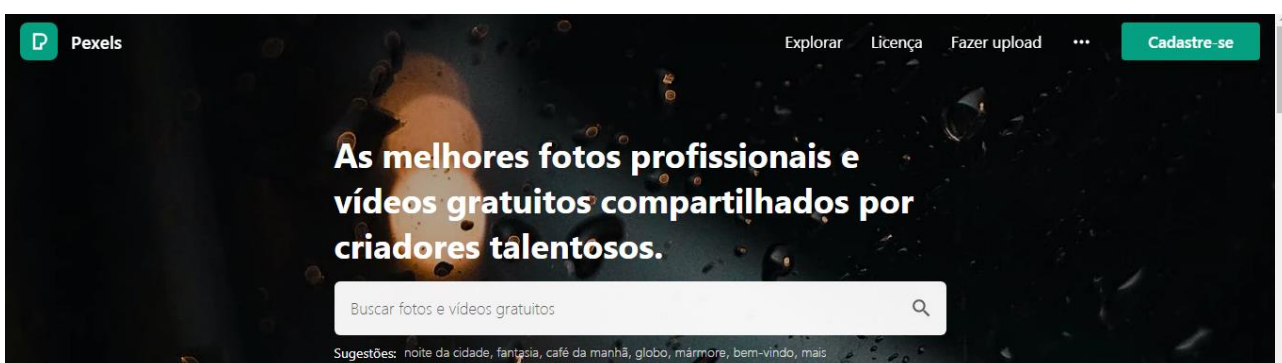 Pexels
Explorar Licença Fazer upload ••• Cadastre-se
As melhores fotos profissionais e
vídeos gratuitos compartilhados por
criadores talentosos.
Buscar fotos e vídeos gratuitos
Sugestões: noite da cidade, fantasia, café da manhã, globo, mármore, bem-vindo, mais